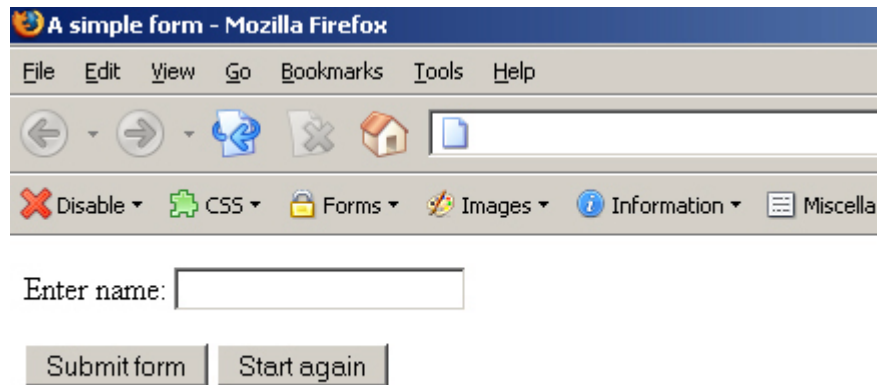 A simple form - Mozilla Firefox
File Edit View Go Bookmarks Tools Help
Disable CSS Forms Images Information Miscella
Enter name:
Submit form Start again